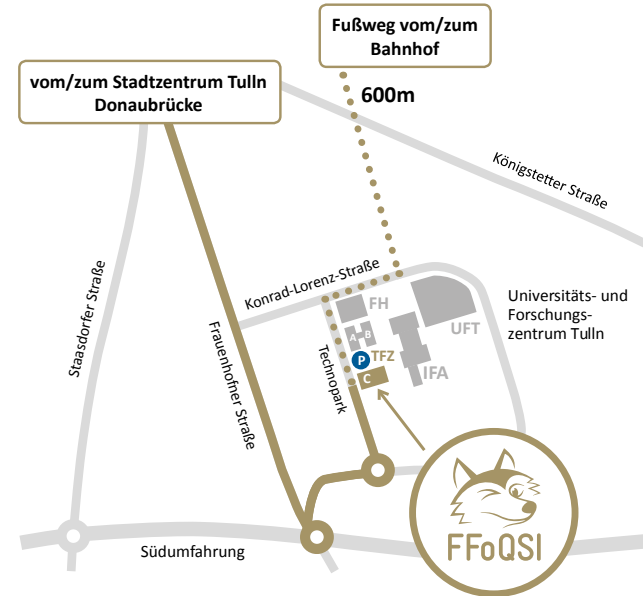 Fußweg vom/zum
Bahnhof
vom/zum Stadtzentrum Tulln
Donaubrücke
600m
Königstetter Straße
Konrad-Lorenz-Straße
Staasdorfer Straße
Frauenhofner Straße
Technopark
FH
A
B
P
TFZ
C
IFA
UFT
Universitäts- und
Forschungs-
zentrum Tulln
Südumfahrung
FFoQSI